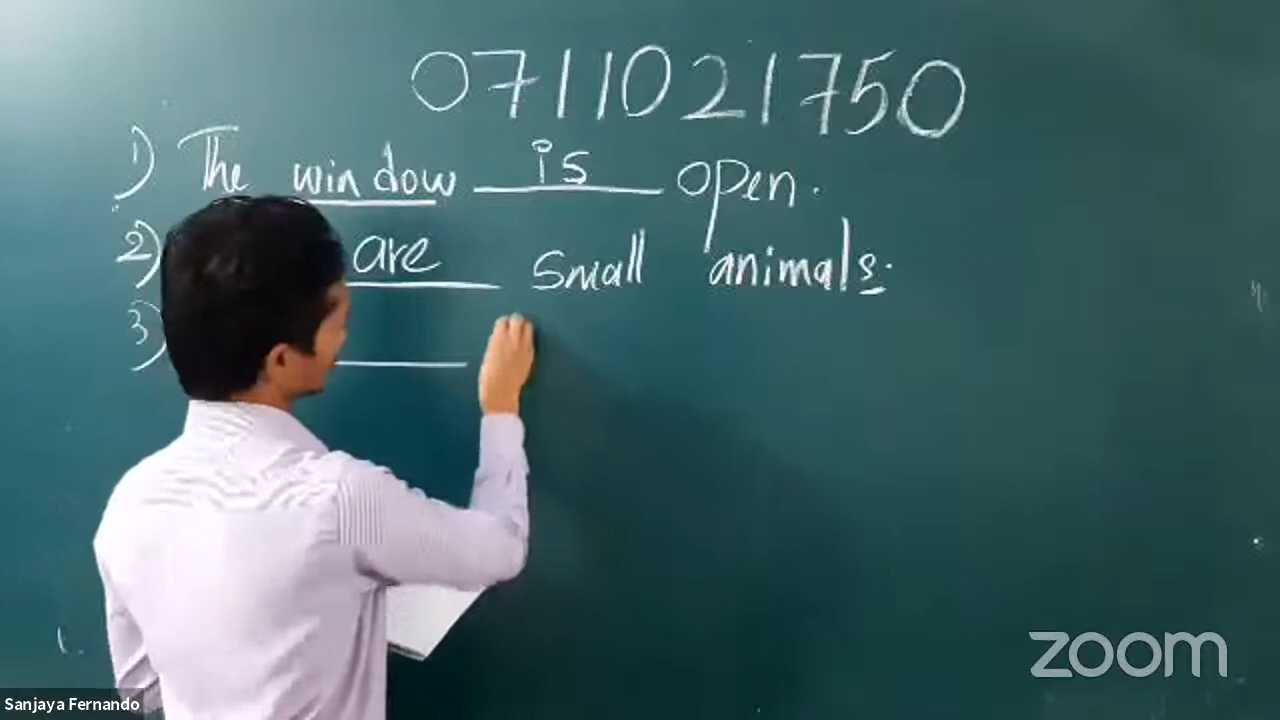 0711021750
1) The window is open.
2) are small animals.
3)
zoom
Sanjaya Fernando